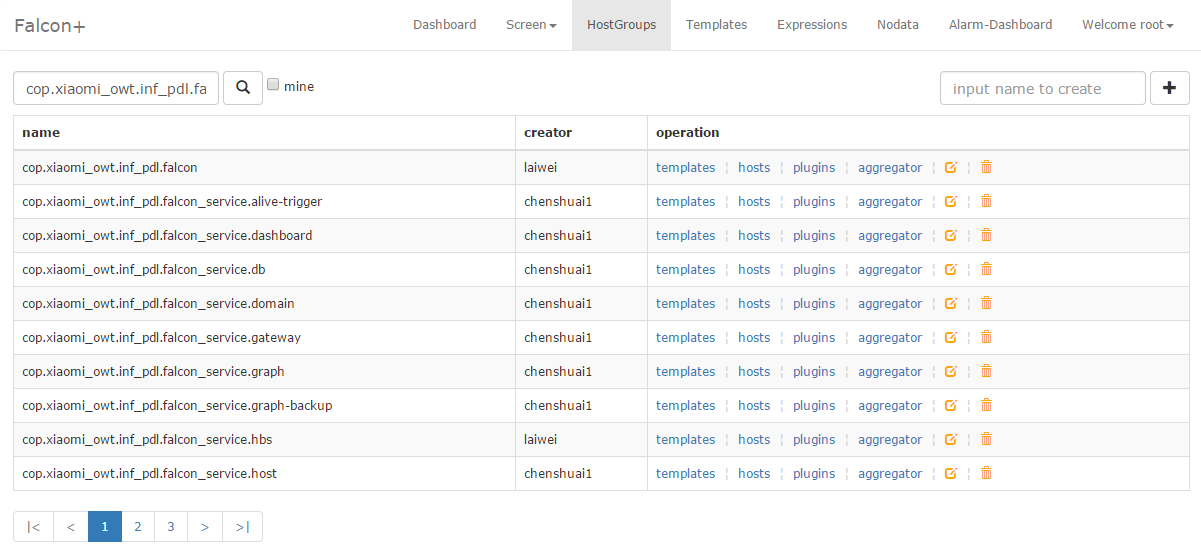 Falcon+ Dashboard Screen HostGroups Templates Expressions Nodata Alarm-Dashboard Welcome root
cop.xiaomi_owt.inf_pdl.fa mine input name to create
name creator operation
cop.xiaomi_owt.inf_pdl.falcon laiwei templates ¦ hosts ¦ plugins ¦ aggregator ¦ ¦
cop.xiaomi_owt.inf_pdl.falcon_service.alive-trigger chenshuai1 templates ¦ hosts ¦ plugins ¦ aggregator ¦ ¦
cop.xiaomi_owt.inf_pdl.falcon_service.dashboard chenshuai1 templates ¦ hosts ¦ plugins ¦ aggregator ¦ ¦
cop.xiaomi_owt.inf_pdl.falcon_service.db chenshuai1 templates ¦ hosts ¦ plugins ¦ aggregator ¦ ¦
cop.xiaomi_owt.inf_pdl.falcon_service.domain chenshuai1 templates ¦ hosts ¦ plugins ¦ aggregator ¦ ¦
cop.xiaomi_owt.inf_pdl.falcon_service.gateway chenshuai1 templates ¦ hosts ¦ plugins ¦ aggregator ¦ ¦
cop.xiaomi_owt.inf_pdl.falcon_service.graph chenshuai1 templates ¦ hosts ¦ plugins ¦ aggregator ¦ ¦
cop.xiaomi_owt.inf_pdl.falcon_service.graph-backup chenshuai1 templates ¦ hosts ¦ plugins ¦ aggregator ¦ ¦
cop.xiaomi_owt.inf_pdl.falcon_service.hbs laiwei templates ¦ hosts ¦ plugins ¦ aggregator ¦ ¦
cop.xiaomi_owt.inf_pdl.falcon_service.host chenshuai1 templates ¦ hosts ¦ plugins ¦ aggregator ¦ ¦
|< < 1 2 3 > >|